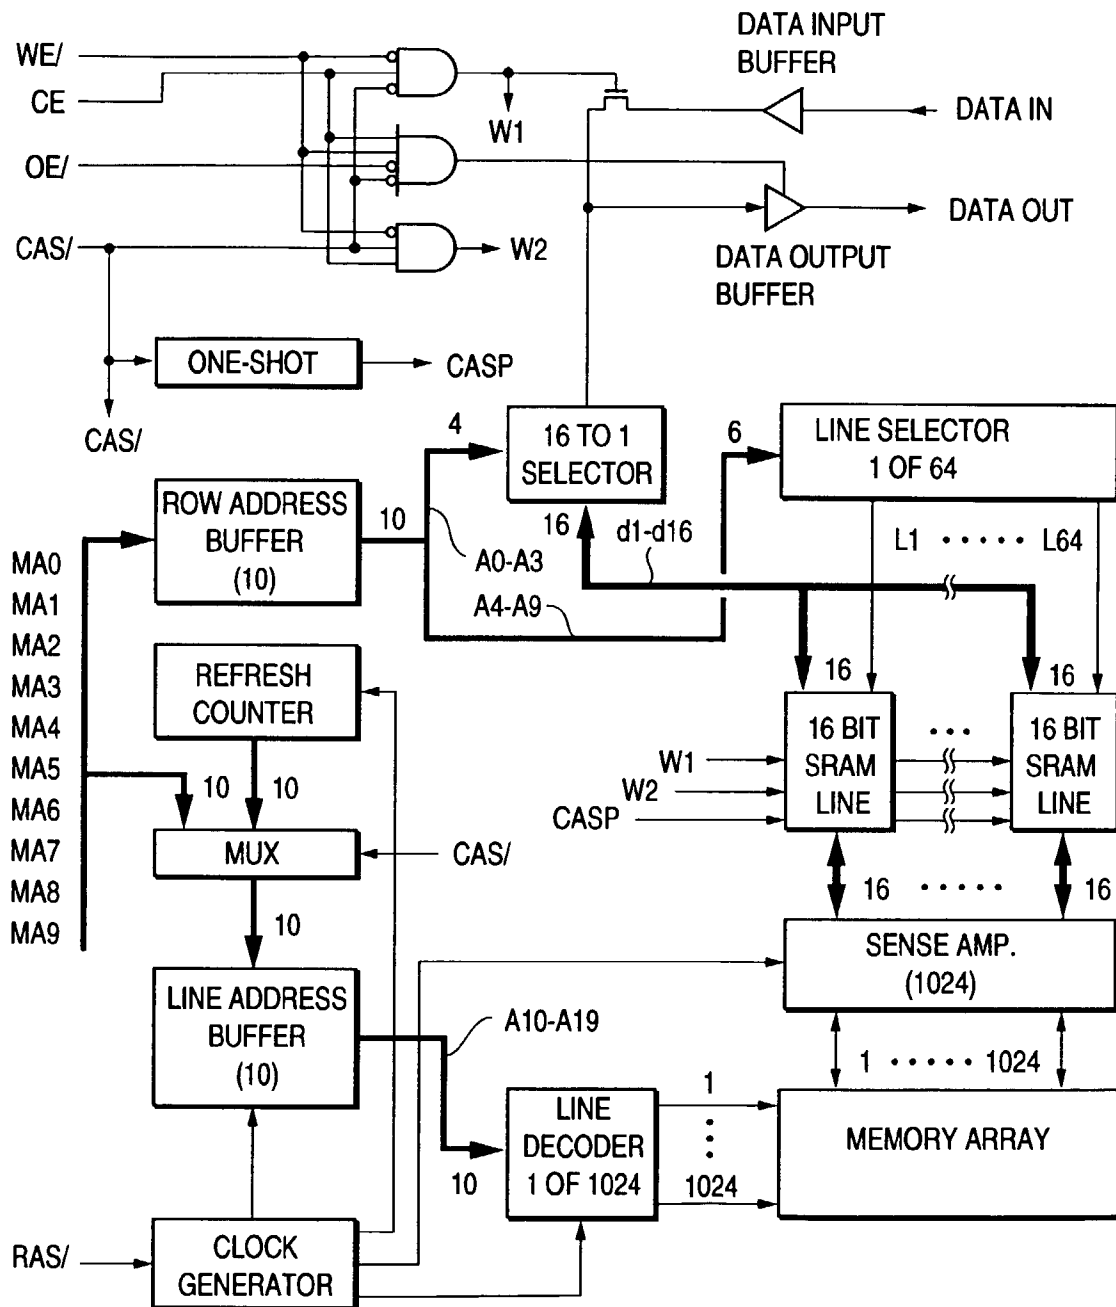 WE/
CE
OE/
CAS/
W1
W2
DATA INPUT
BUFFER
DATA IN
DATA OUT
DATA OUTPUT
BUFFER
ONE-SHOT
CASP
CAS/
4
16 TO 1
SELECTOR
6
LINE SELECTOR
1 OF 64
ROW ADDRESS
BUFFER
(10)
10
16
d1-d16
L1 ····· L64
A0-A3
A4-A9
MA0
MA1
MA2
MA3
MA4
MA5
MA6
MA7
MA8
MA9
REFRESH
COUNTER
10
10
MUX
CAS/
10
16
16
16 BIT
SRAM
LINE
···
16 BIT
SRAM
LINE
W1
W2
CASP
16 ····· 16
SENSE AMP.
(1024)
LINE ADDRESS
BUFFER
(10)
A10-A19
1 ····· 1024
10
LINE
DECODER
1 OF 1024
1
1024
MEMORY ARRAY
RAS/
CLOCK
GENERATOR